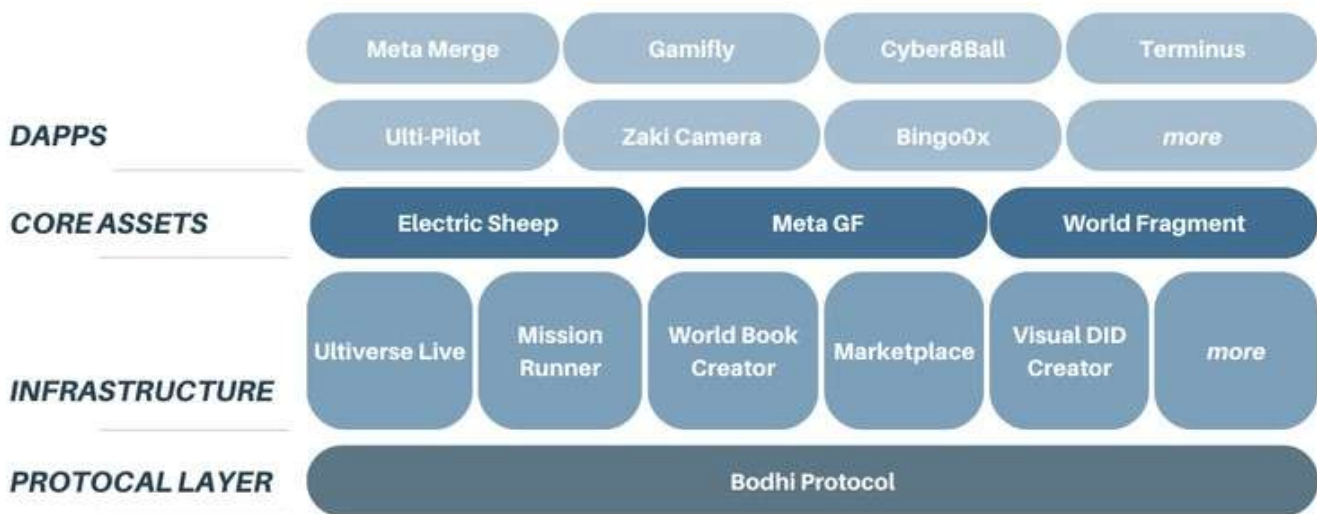 Meta Merge
Gamifly
Cyber8Ball
Terminus
DAPPS
Ulti-Pilot
Zaki Camera
Bingo0x
more
CORE ASSETS
Electric Sheep
Meta GF
World Fragment
INFRASTRUCTURE
Ultiverse Live
Mission
Runner
World Book
Creator
Marketplace
Visual DID
Creator
more
PROTOCAL LAYER
Bodhi Protocol